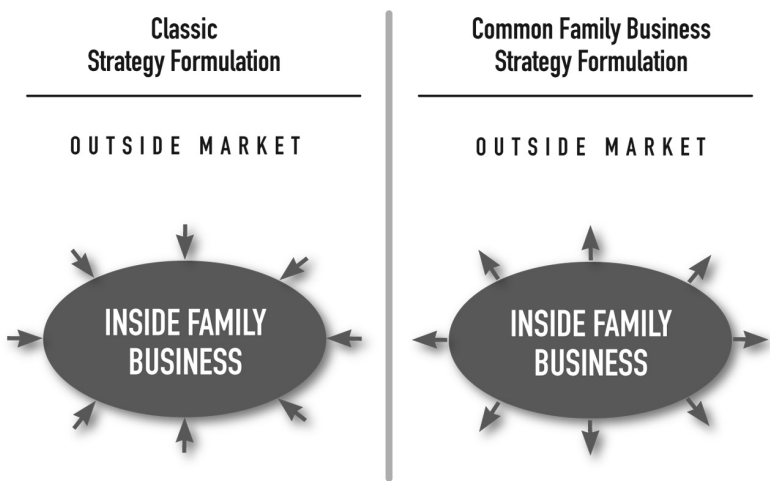 Classic
Strategy Formulation
OUTSIDE MARKET
INSIDE FAMILY
BUSINESS
Common Family Business
Strategy Formulation
OUTSIDE MARKET
INSIDE FAMILY
BUSINESS